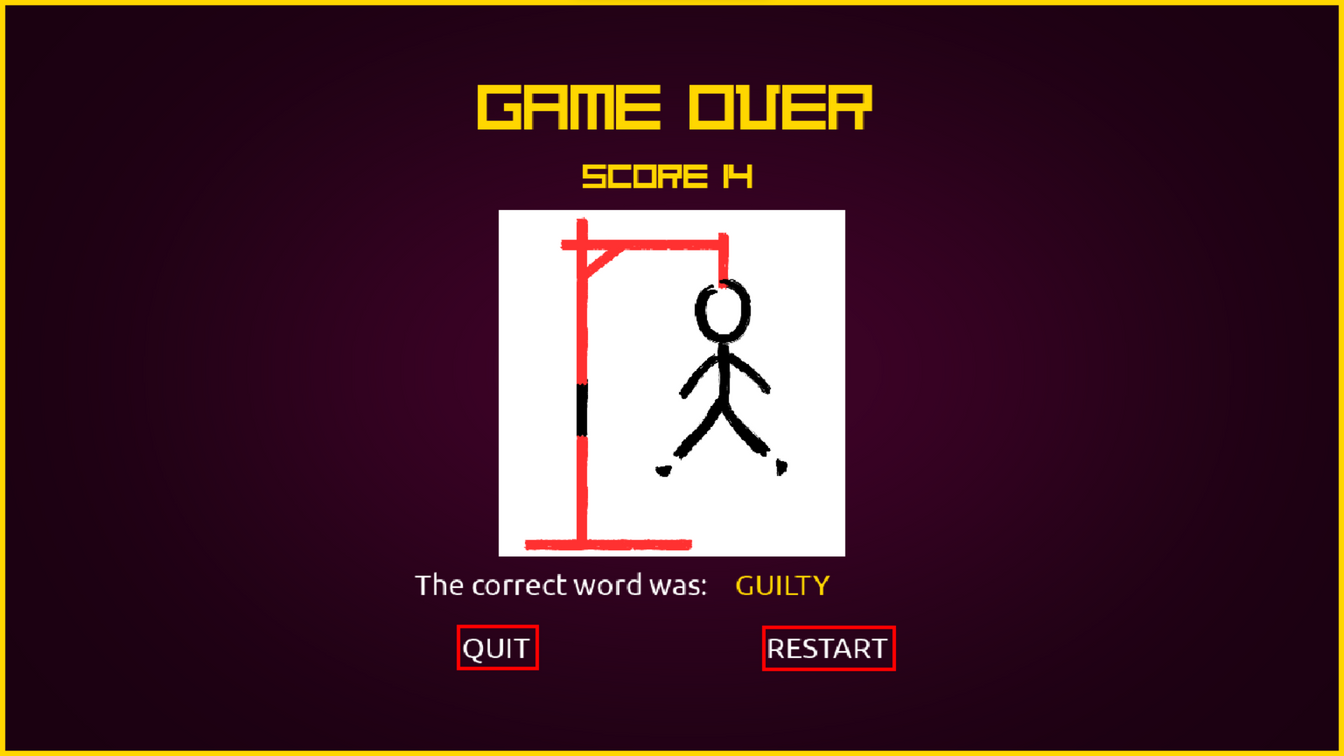 GAME OVER
SCORE 14
The correct word was: GUILTY
QUIT RESTART